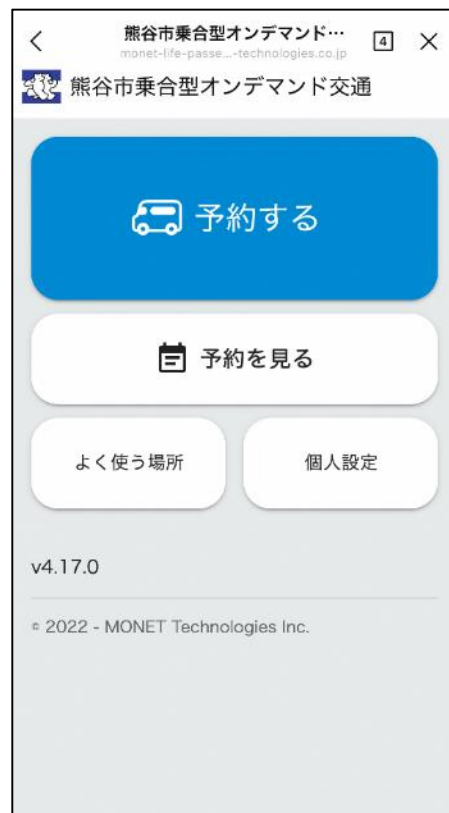 熊谷市乗合型オンデマンド…
monet-life-passe...-technologies.co.jp
4
熊谷市乗合型オンデマンド交通
予約する
予約を見る
よく使う場所
個人設定
v4.17.0
© 2022 - MONET Technologies Inc.